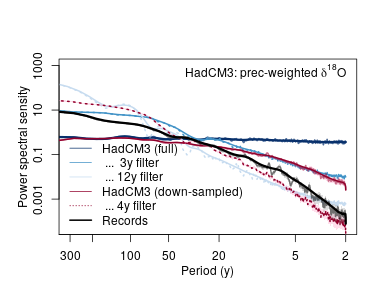 HadCM3: prec-weighted δ¹⁸O
Power spectral sensity
1000
10
0.1
0.001
HadCM3 (full)
... 3y filter
... 12y filter
HadCM3 (down-sampled)
... 4y filter
Records
300 100 50 20 5 2
Period (y)